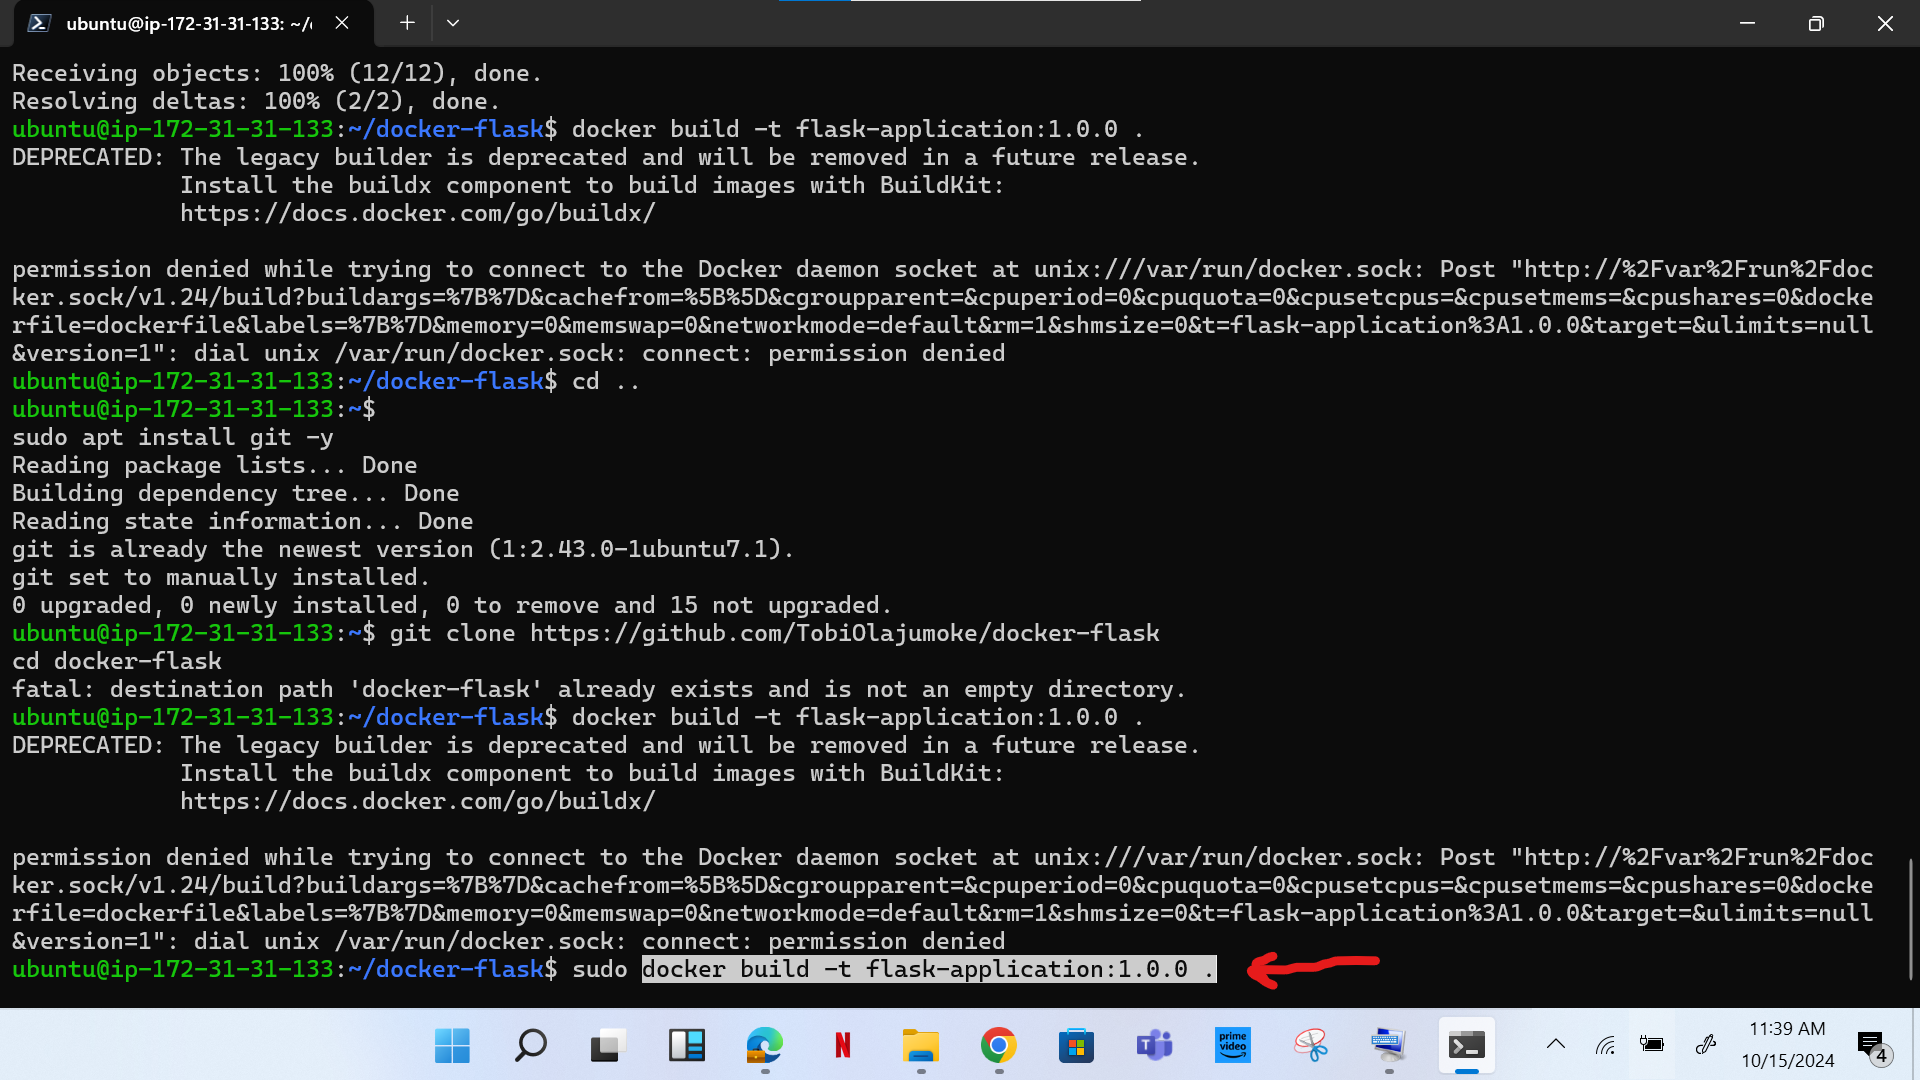 ubuntu@ip-172-31-31-133: ~/
Receiving objects: 100% (12/12), done.
Resolving deltas: 100% (2/2), done.
ubuntu@ip-172-31-31-133:~/docker-flask$ docker build -t flask-application:1.0.0 .
DEPRECATED: The legacy builder is deprecated and will be removed in a future release.
Install the buildx component to build images with BuildKit:
https://docs.docker.com/go/buildx/
permission denied while trying to connect to the Docker daemon socket at unix:///var/run/docker.sock: Post "http://%2Fvar%2Frun%2Fdoc
ker.sock/v1.24/build?buildargs=%7B%7D&cachefrom=%5B%5D&cgroupparent=&cpuperiod=0&cpuquota=0&cpusetcpus=&cpusetmems=&cpushares=0&docke
rfile=dockerfile&labels=%7B%7D&memory=0&memswap=0&networkmode=default&rm=1&shmsize=0&t=flask-application%3A1.0.0&target=&ulimits=null
&version=1": dial unix /var/run/docker.sock: connect: permission denied
ubuntu@ip-172-31-31-133:~/docker-flask$ cd ..
ubuntu@ip-172-31-31-133:~$
sudo apt install git -y
Reading package lists... Done
Building dependency tree... Done
Reading state information... Done
git is already the newest version (1:2.43.0-1ubuntu7.1).
git set to manually installed.
0 upgraded, 0 newly installed, 0 to remove and 15 not upgraded.
ubuntu@ip-172-31-31-133:~$ git clone https://github.com/TobiOlajumoke/docker-flask
cd docker-flask
fatal: destination path 'docker-flask' already exists and is not an empty directory.
ubuntu@ip-172-31-31-133:~/docker-flask$ docker build -t flask-application:1.0.0 .
DEPRECATED: The legacy builder is deprecated and will be removed in a future release.
Install the buildx component to build images with BuildKit:
https://docs.docker.com/go/buildx/
permission denied while trying to connect to the Docker daemon socket at unix:///var/run/docker.sock: Post "http://%2Fvar%2Frun%2Fdoc
ker.sock/v1.24/build?buildargs=%7B%7D&cachefrom=%5B%5D&cgroupparent=&cpuperiod=0&cpuquota=0&cpusetcpus=&cpusetmems=&cpushares=0&docke
rfile=dockerfile&labels=%7B%7D&memory=0&memswap=0&networkmode=default&rm=1&shmsize=0&t=flask-application%3A1.0.0&target=&ulimits=null
&version=1": dial unix /var/run/docker.sock: connect: permission denied
ubuntu@ip-172-31-31-133:~/docker-flask$ sudo docker build -t flask-application:1.0.0 .
N
T
prime
video
11:39 AM
10/15/2024
4